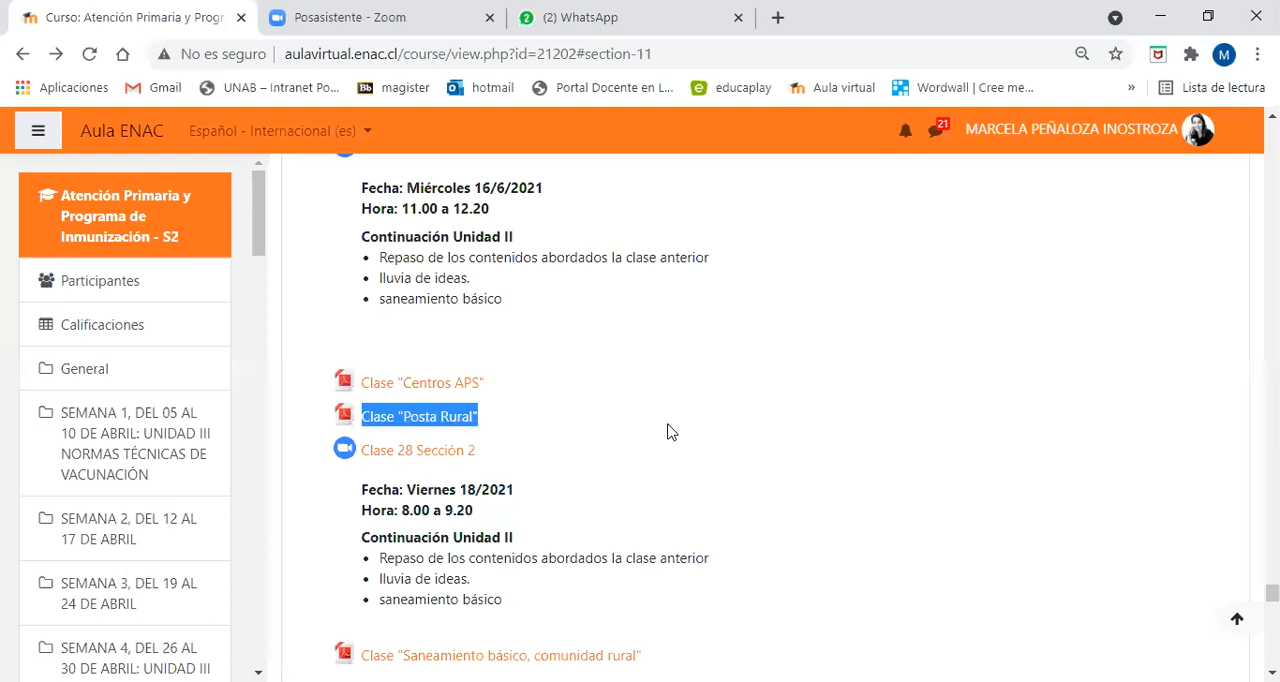 Curso: Atención Primaria y Progr
Posasistente - Zoom
(2) WhatsApp
No es seguro
aulavirtual.enac.cl/course/view.php?id=21202#section-11
M
Aplicaciones
Gmail
UNAB – Intranet Po...
Bb magister
hotmail
Portal Docente en L...
educaplay
Aula virtual
Wordwall | Cree me...
»
Lista de lectura
Aula ENAC
Español - Internacional (es)
21
MARCELA PEÑALOZA INOSTROZA
Atención Primaria y
Programa de
Inmunización - S2
Participantes
Calificaciones
General
SEMANA 1, DEL 05 AL
10 DE ABRIL: UNIDAD III
NORMAS TÉCNICAS DE
VACUNACIÓN
SEMANA 2, DEL 12 AL
17 DE ABRIL
SEMANA 3, DEL 19 AL
24 DE ABRIL
SEMANA 4, DEL 26 AL
30 DE ABRIL: UNIDAD III
Fecha: Miércoles 16/6/2021
Hora: 11.00 a 12.20
Continuación Unidad II
• Repaso de los contenidos abordados la clase anterior
• lluvia de ideas.
• saneamiento básico
Clase "Centros APS"
Clase "Posta Rural"
Clase 28 Sección 2
Fecha: Viernes 18/2021
Hora: 8.00 a 9.20
Continuación Unidad II
• Repaso de los contenidos abordados la clase anterior
• lluvia de ideas.
• saneamiento básico
Clase "Saneamiento básico, comunidad rural"